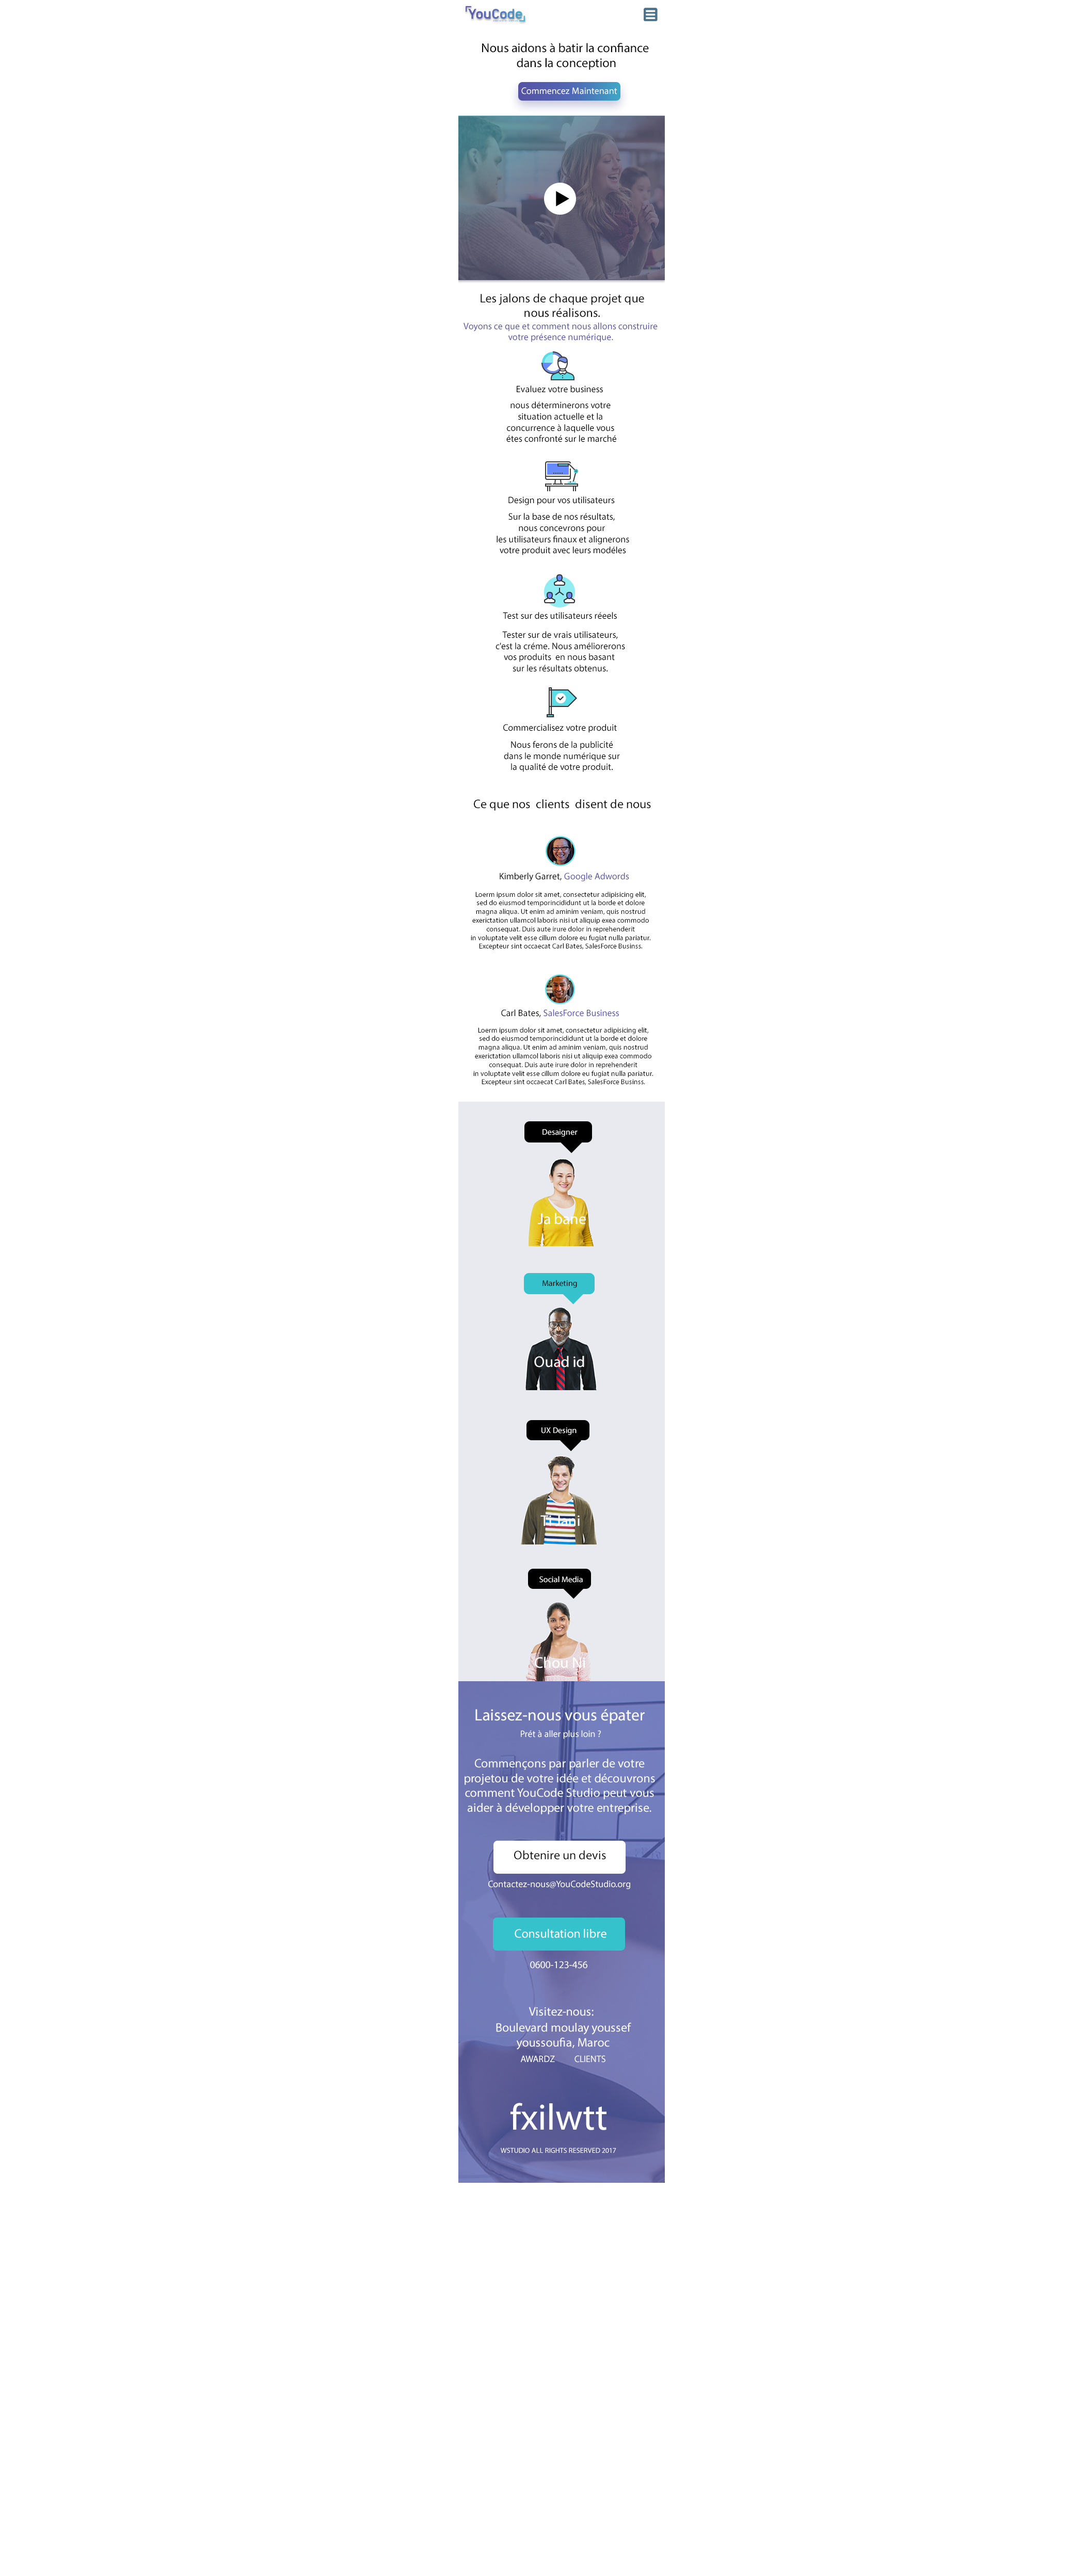 YouCode
Nous aidons à batir la confiance
dans la conception
Commencez Maintenant
Les jalons de chaque projet que
nous réalisons.
Voyons ce que et comment nous allons construire
votre présence numérique.
Evaluez votre business
nous déterminerons votre
situation actuelle et la
concurrence à laquelle vous
étes confronté sur le marché
Design pour vos utilisateurs
Sur la base de nos résultats,
nous concevrons pour
les utilisateurs finaux et alignerons
votre produit avec leurs modéles
Test sur des utilisateurs réeels
Tester sur de vrais utilisateurs,
c'est la créme. Nous améliorerons
vos produits en nous basant
sur les résultats obtenus.
Commercialisez votre produit
Nous ferons de la publicité
dans le monde numérique sur
la qualité de votre produit.
Ce que nos clients disent de nous
Kimberly Garret, Google Adwords
Loerm ipsum dolor sit amet, consectetur adipisicing elit,
sed do eiusmod temporincididunt ut la borde et dolore
magna aliqua. Ut enim ad aminim veniam, quis nostrud
exerictation ullamcol laboris nisi ut aliquip exea commodo
consequat. Duis aute irure dolor in reprehenderit
in voluptate velit esse cillum dolore eu fugiat nulla pariatur.
Excepteur sint occaecat Carl Bates, SalesForce Businss.
Carl Bates, SalesForce Business
Loerm ipsum dolor sit amet, consectetur adipisicing elit,
sed do eiusmod temporincididunt ut la borde et dolore
magna aliqua. Ut enim ad aminim veniam, quis nostrud
exerictation ullamcol laboris nisi ut aliquip exea commodo
consequat. Duis aute irure dolor in reprehenderit
in voluptate velit esse cillum dolore eu fugiat nulla pariatur.
Excepteur sint occaecat Carl Bates, SalesForce Businss.
Desaigner
Ja bane
Marketing
Ouad id
UX Design
Social Media
Chou Ni
Laissez-nous vous épater
Prét à aller plus loin ?
Commençons par parler de votre
projetou de votre idée et découvrons
comment YouCode Studio peut vous
aider à développer votre entreprise.
Obtenire un devis
Contactez-nous@YouCodeStudio.org
Consultation libre
0600-123-456
Visitez-nous:
Boulevard moulay youssef
youssoufia, Maroc
AWARDZ CLIENTS
fxilwtt
WSTUDIO ALL RIGHTS RESERVED 2017